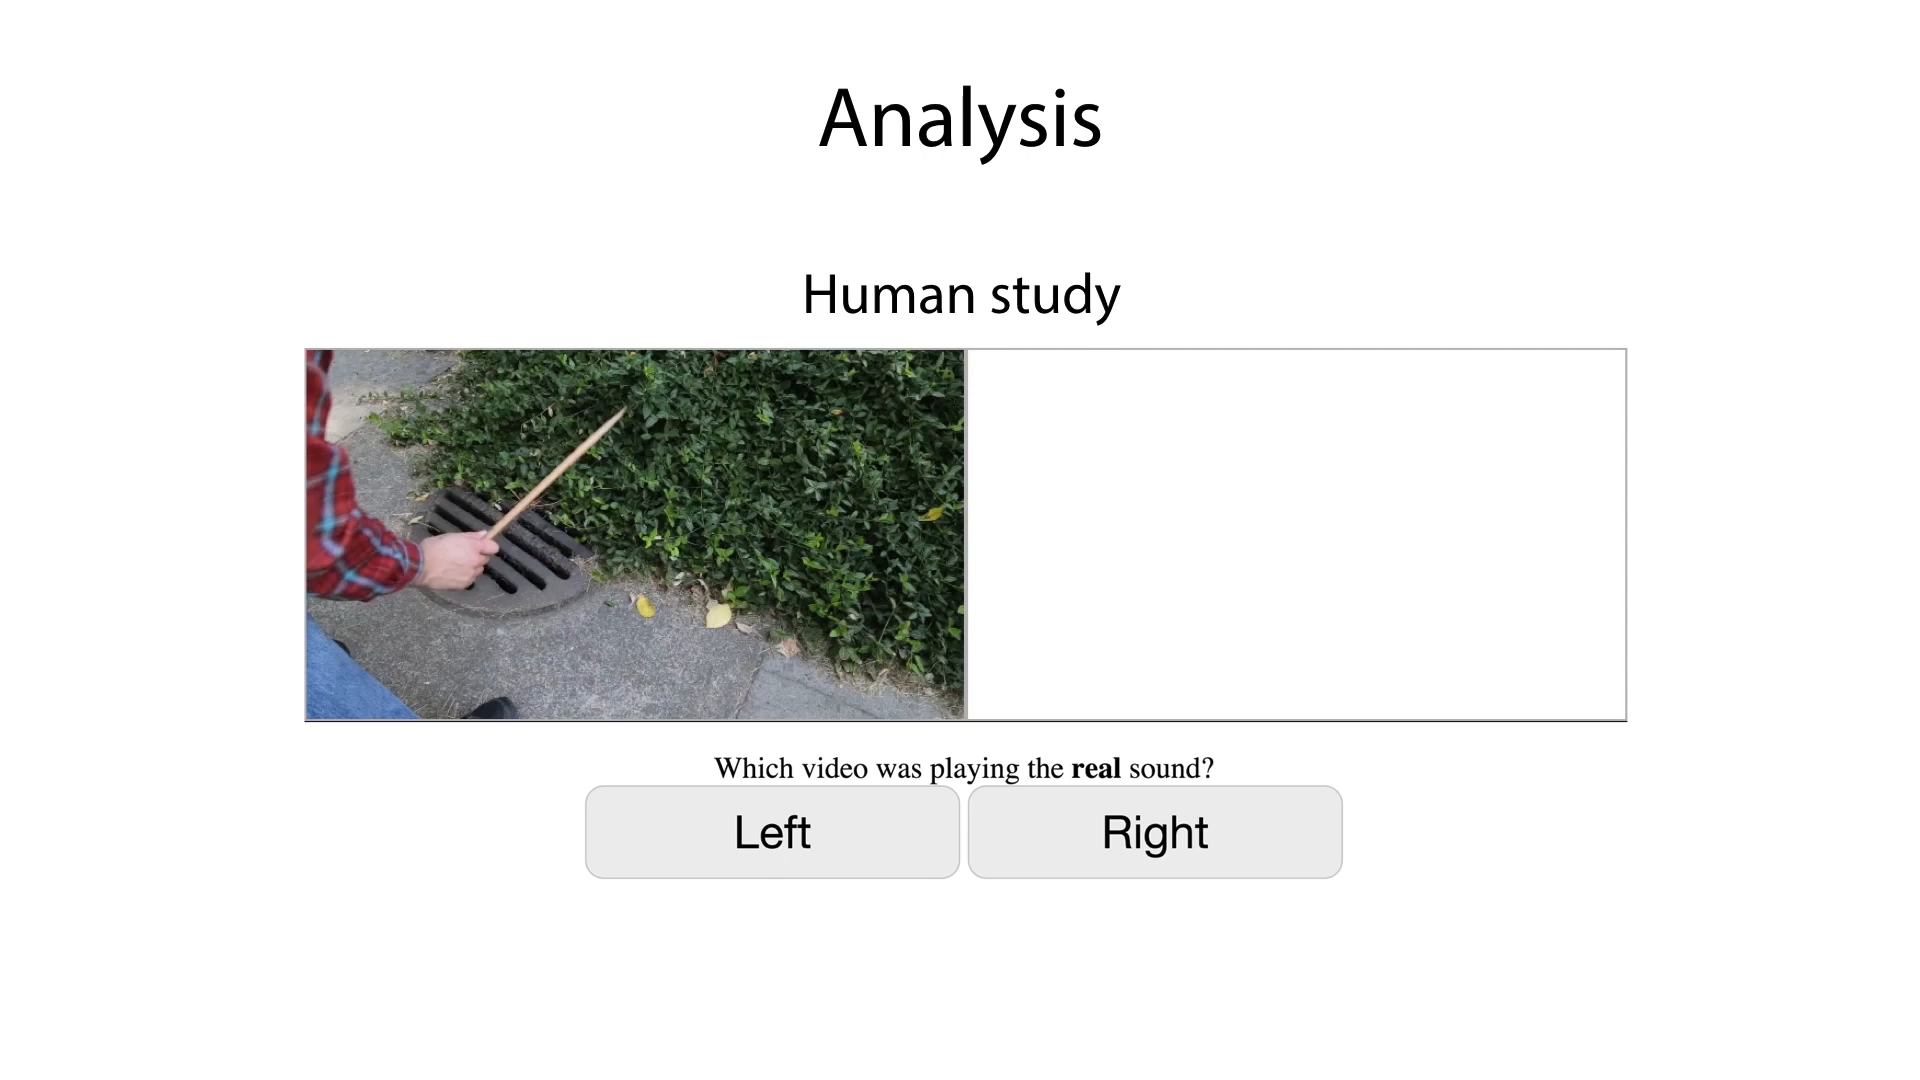 Analysis
Human study
Which video was playing the real sound?
Left
Right